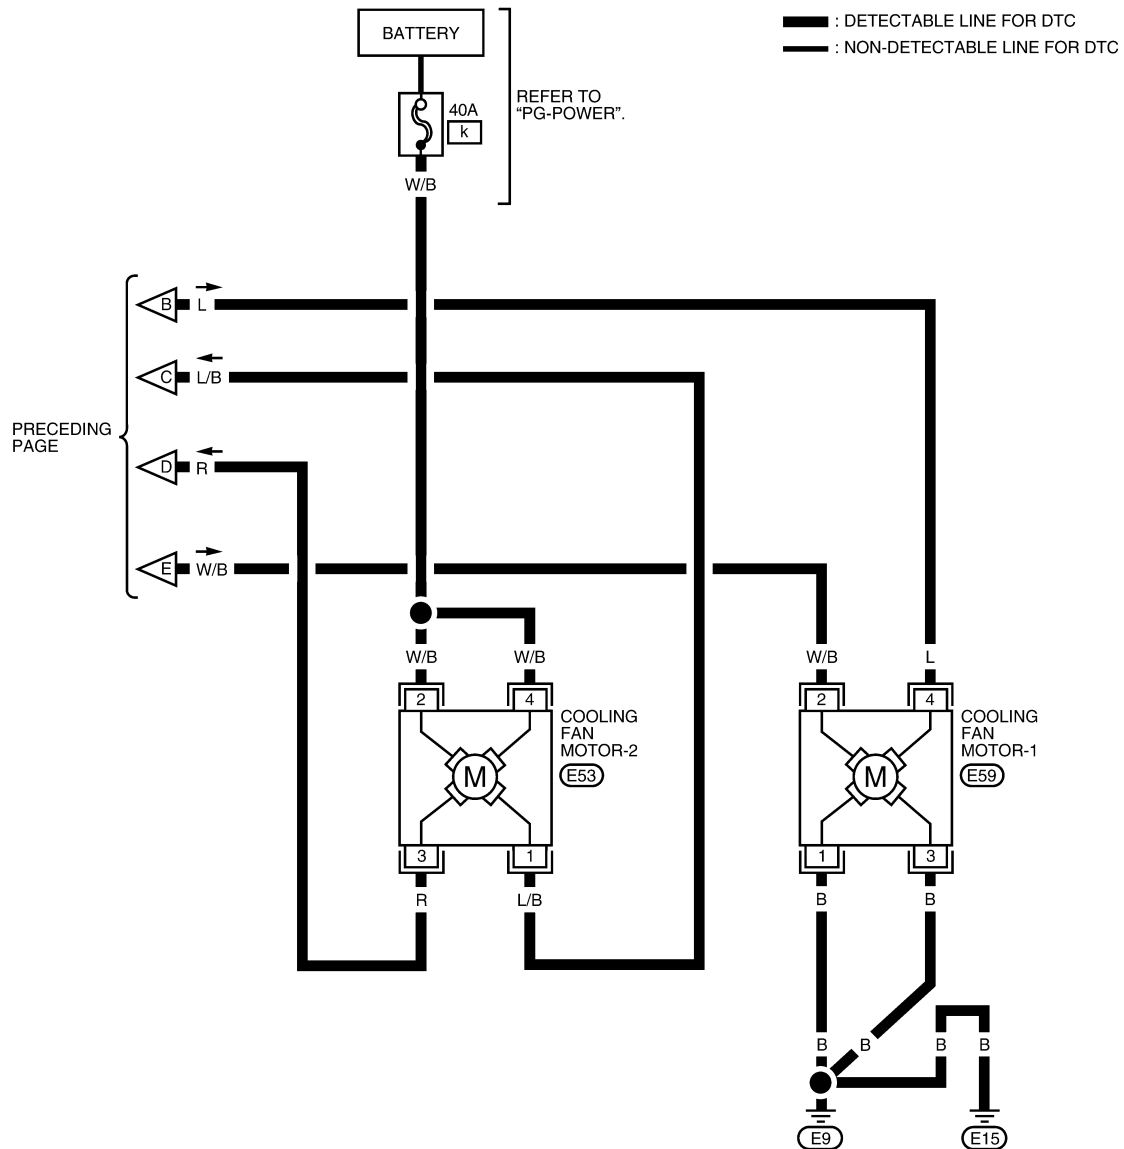 BATTERY
: DETECTABLE LINE FOR DTC
: NON-DETECTABLE LINE FOR DTC
40A
k
REFER TO
“PG-POWER”.
W/B
B
L
C
L/B
PRECEDING
PAGE
D
R
E
W/B
W/B
W/B
W/B
L
2
4
2
4
COOLING
FAN
MOTOR-2
E53
COOLING
FAN
MOTOR-1
E59
M
M
3
1
1
3
R
L/B
B
B
B
B
B
B
E9
E15